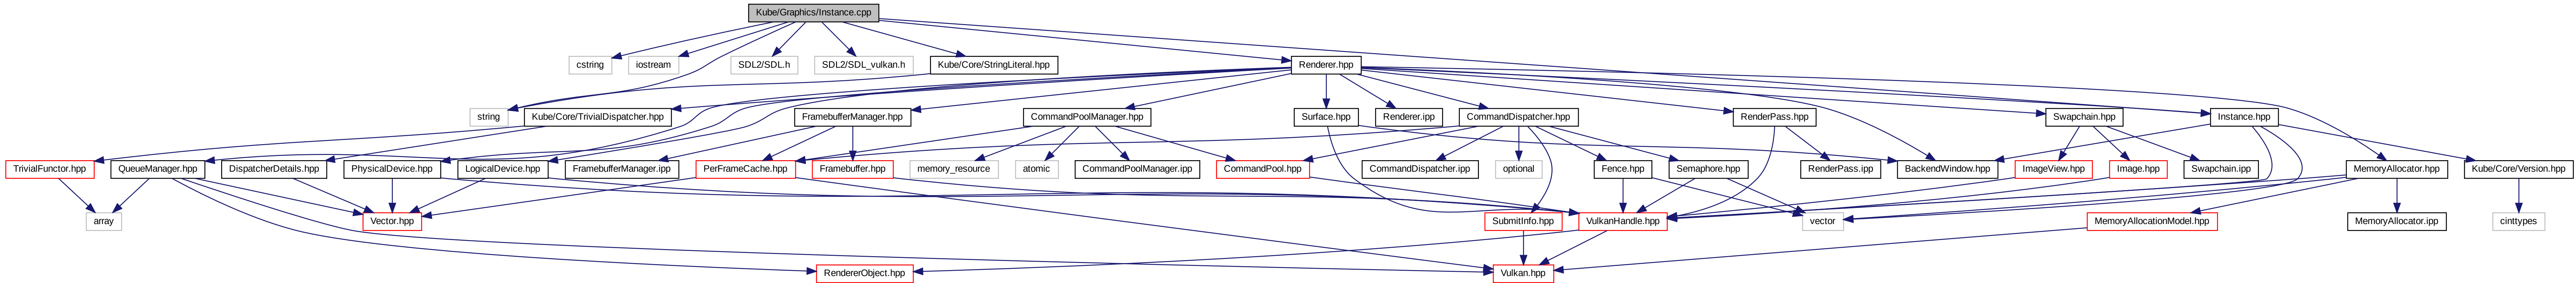 Kube/Graphics/Instance.cpp
cstring
iostream
SDL2/SDL.h
SDL2/SDL_vulkan.h
Kube/Core/StringLiteral.hpp
Renderer.hpp
string
Kube/Core/TrivialDispatcher.hpp
FramebufferManager.hpp
CommandPoolManager.hpp
Surface.hpp
Renderer.ipp
CommandDispatcher.hpp
RenderPass.hpp
Swapchain.hpp
Instance.hpp
TrivialFunctor.hpp
QueueManager.hpp
DispatcherDetails.hpp
PhysicalDevice.hpp
LogicalDevice.hpp
FramebufferManager.ipp
PerFrameCache.hpp
Framebuffer.hpp
memory_resource
atomic
CommandPoolManager.ipp
CommandPool.hpp
CommandDispatcher.ipp
optional
Fence.hpp
Semaphore.hpp
RenderPass.ipp
BackendWindow.hpp
ImageView.hpp
Image.hpp
Swapchain.ipp
MemoryAllocator.hpp
Kube/Core/Version.hpp
array
Vector.hpp
SubmitInfo.hpp
VulkanHandle.hpp
vector
MemoryAllocationModel.hpp
MemoryAllocator.ipp
cinttypes
RendererObject.hpp
Vulkan.hpp